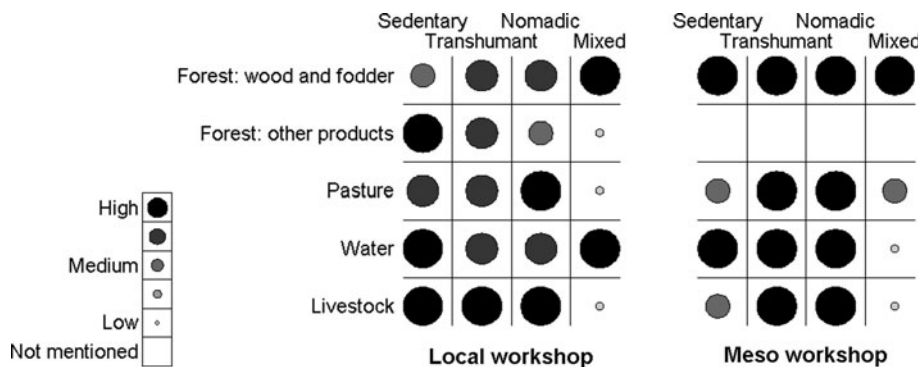 Sedentary Nomadic Sedentary Nomadic
Transhumant Mixed Transhumant Mixed
Forest: wood and fodder
Forest: other products
Pasture
Water
Livestock
High
Medium
Low
Not mentioned
Local workshop Meso workshop